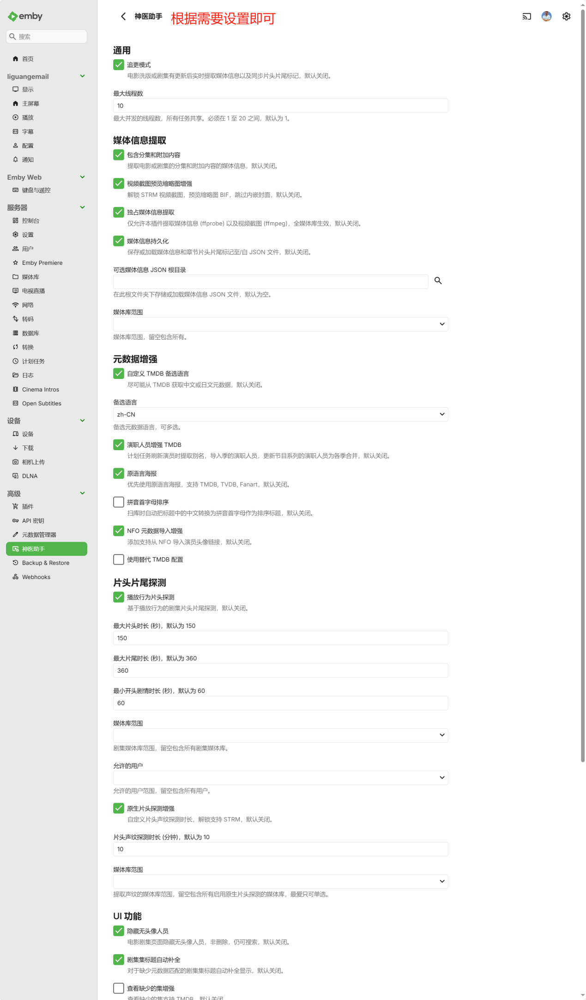 emby
搜索
首页
liguangemail
显示
主屏幕
播放
字幕
配置
通知
Emby Web
键盘与遥控
服务器
控制台
设置
用户
Emby Premiere
媒体库
电视直播
网络
转码
数据库
转换
计划任务
日志
Cinema Intros
Open Subtitles
设备
设备
下载
相机上传
DLNA
高级
插件
API 密钥
元数据管理器
神医助手
Backup & Restore
Webhooks
神医助手 根据需要设置即可
通用
追更模式
电影洗版或剧集有更新后实时提取媒体信息以及同步片头片尾标记，默认关闭。
最大线程数
10
最大并发的线程数，所有任务共享。必须在 1 至 20 之间，默认为 1。
媒体信息提取
包含分集和附加内容
提取电影或剧集的分集和附加内容的媒体信息，默认关闭。
视频截图预览缩略图增强
解锁 STRM 视频截图，预览缩略图 BIF，跳过内嵌封面，默认关闭。
独占媒体信息提取
仅允许本插件提取媒体信息 (ffprobe) 以及视频截图 (ffmpeg)，全媒体库生效，默认关闭。
媒体信息持久化
保存或加载媒体信息和章节片头片尾标记至/自 JSON 文件，默认关闭。
可选媒体信息 JSON 根目录
在此根文件夹下存储或加载媒体信息 JSON 文件，默认为空。
媒体库范围
媒体库范围，留空包含所有。
元数据增强
自定义 TMDB 备选语言
尽可能从 TMDB 获取中文或日文元数据，默认关闭。
备选语言
zh-CN
备选元数据语言，可多选。
演职人员增强 TMDB
计划任务刷新演员时提取别名，导入季的演职人员，更新节目系列的演职人员为各季合并，默认关闭。
原语言海报
优先使用原语言海报，支持 TMDB, TVDB, Fanart，默认关闭。
拼音首字母排序
扫库时自动把标题中的中文转换为拼音首字母作为排序标题，默认关闭。
NFO 元数据导入增强
添加支持从 NFO 导入演员头像链接，默认关闭。
使用替代 TMDB 配置
片头片尾探测
播放行为片头探测
基于播放行为的剧集片头片尾探测，默认关闭。
最大片头时长 (秒)，默认为 150
150
最大片尾时长 (秒)，默认为 360
360
最小开头剧情时长 (秒)，默认为 60
60
媒体库范围
剧集媒体库范围，留空包含所有剧集媒体库。
允许的用户
允许的用户范围，留空包含所有用户。
原生片头探测增强
自定义片头声纹探测时长，解锁支持 STRM，默认关闭。
片头声纹探测时长 (分钟)，默认为 10
10
媒体库范围
提取声纹的媒体库范围，留空包含所有启用原生片头探测的媒体库，最爱只可单选。
UI 功能
隐藏无头像人员
电影剧集页面隐藏无头像人员，非删除，仍可搜索，默认关闭。
剧集集标题自动补全
对于缺少元数据匹配的剧集集标题自动补全显示，默认关闭。
查看缺少的集增强
查看缺少的集支持 TMDB，默认关闭